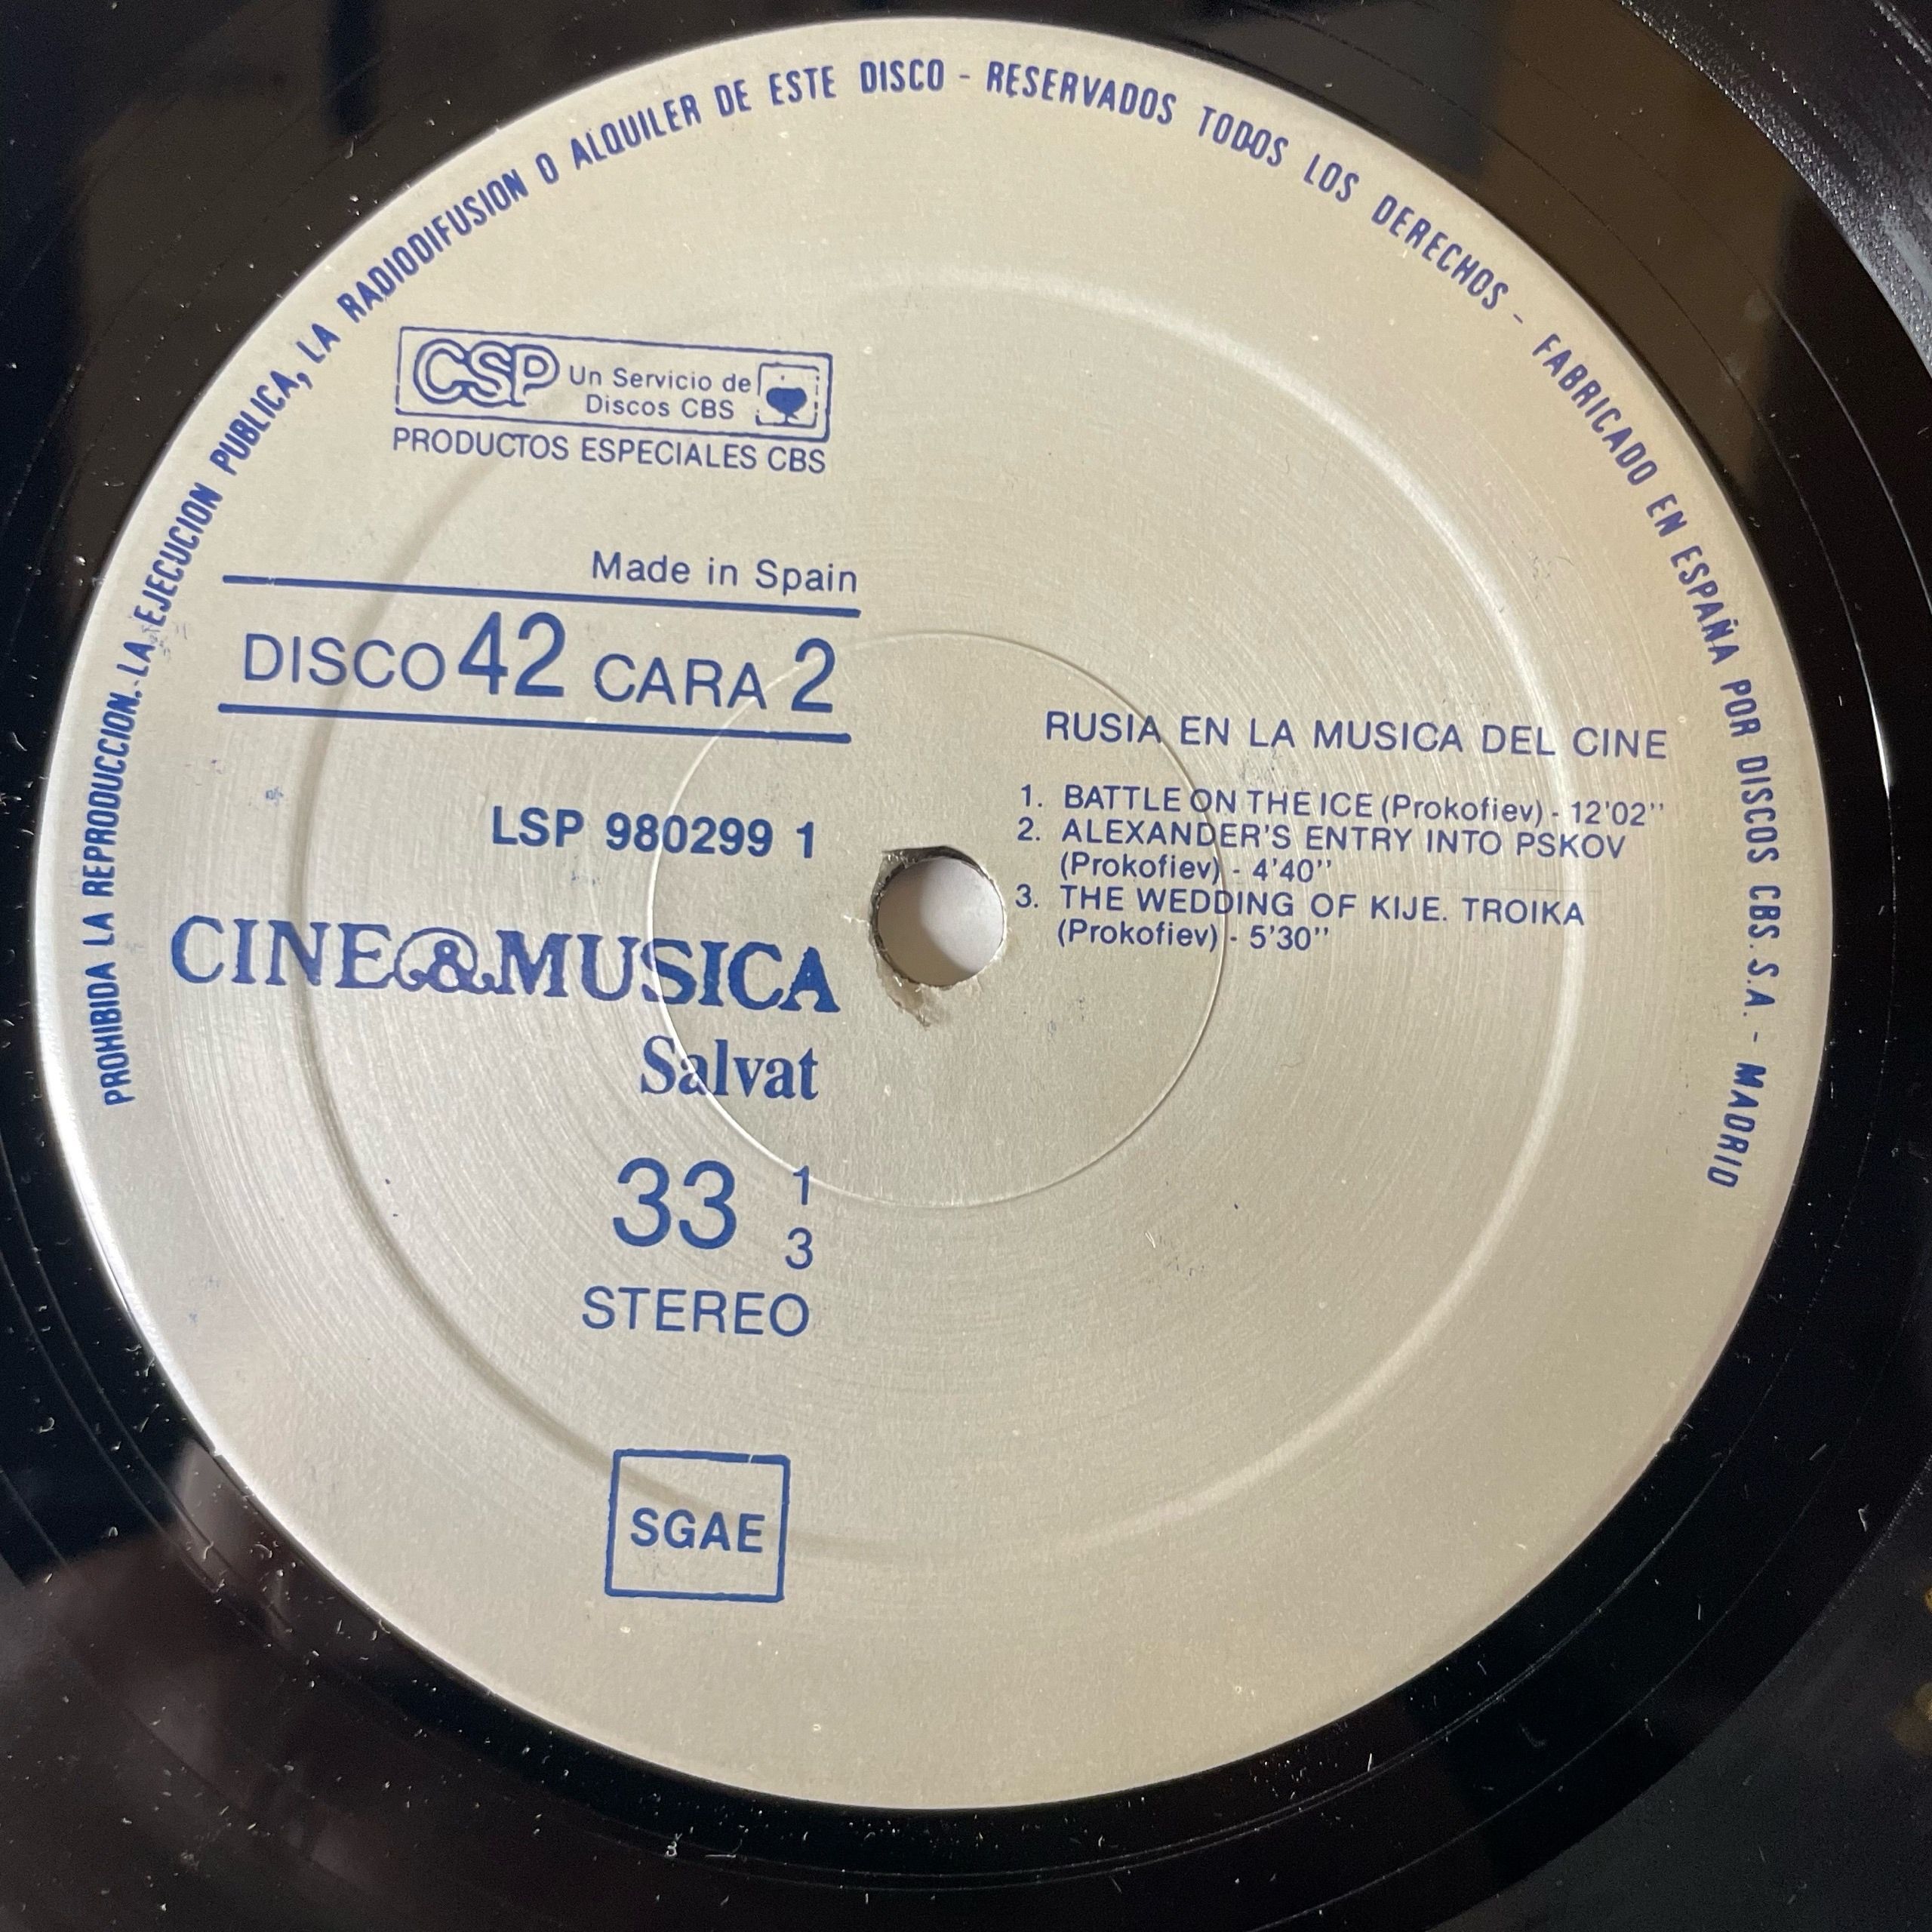 PROHIBIDA LA REPRODUCCION. LA EJECUCION PUBLICA, LA RADIODIFUSION O ALQUILER DE ESTE DISCO - RESERVADOS TODOS LOS DERECHOS - FABRICADO EN ESPAÑA POR DISCOS CBS. S.A. - MADRID
CSP Un Servicio de
Discos CBS
PRODUCTOS ESPECIALES CBS
Made in Spain
DISCO 42 CARA 2
LSP 980299 1
CINE&MUSICA
Salvat
33 1/3
STEREO
SGAE
RUSIA EN LA MUSICA DEL CINE
1. BATTLE ON THE ICE (Prokofiev) - 12'02''
2. ALEXANDER'S ENTRY INTO PSKOV
(Prokofiev) - 4'40''
3. THE WEDDING OF KIJE. TROIKA
(Prokofiev) - 5'30''